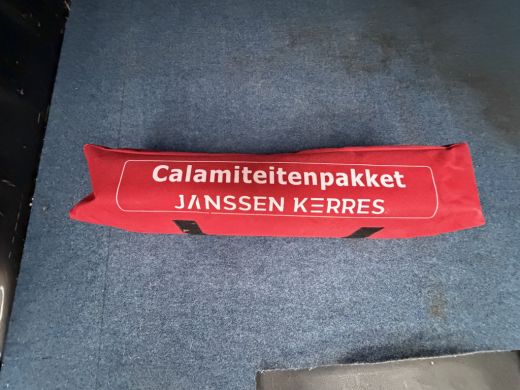 Calamiteitenpakket
JANSSEN KERRES